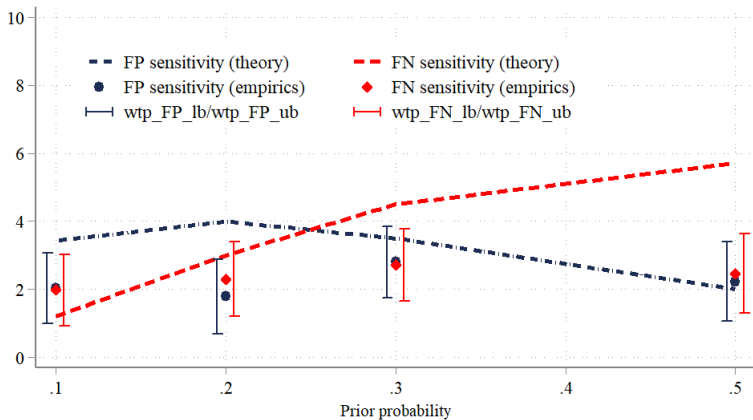 10
8
FP sensitivity (theory) FN sensitivity (theory)
FP sensitivity (empirics) FN sensitivity (empirics)
wtp_FP_lb/wtp_FP_ub wtp_FN_lb/wtp_FN_ub
6
4
2
0
.1 .2 .3 .4 .5
Prior probability